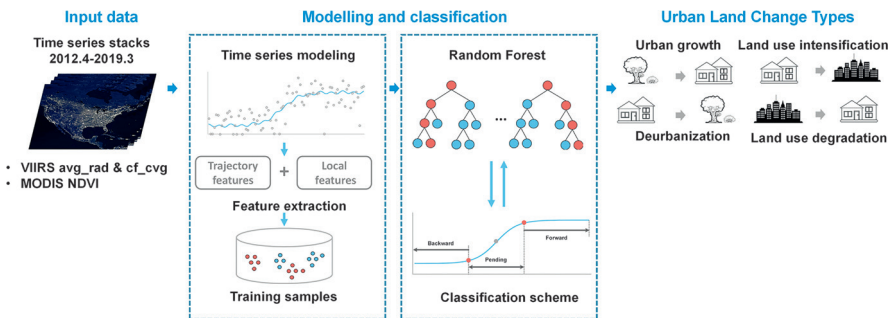 Input data
Modelling and classification
Urban Land Change Types
Time series stacks
2012.4-2019.3
• VIIRS avg_rad & cf_cvg
• MODIS NDVI
Time series modeling
Trajectory
features
+
Local
features
Feature extraction
Training samples
Random Forest
...
Backward
Pending
Forward
Classification scheme
Urban growth
Land use intensification
Deurbanization
Land use degradation